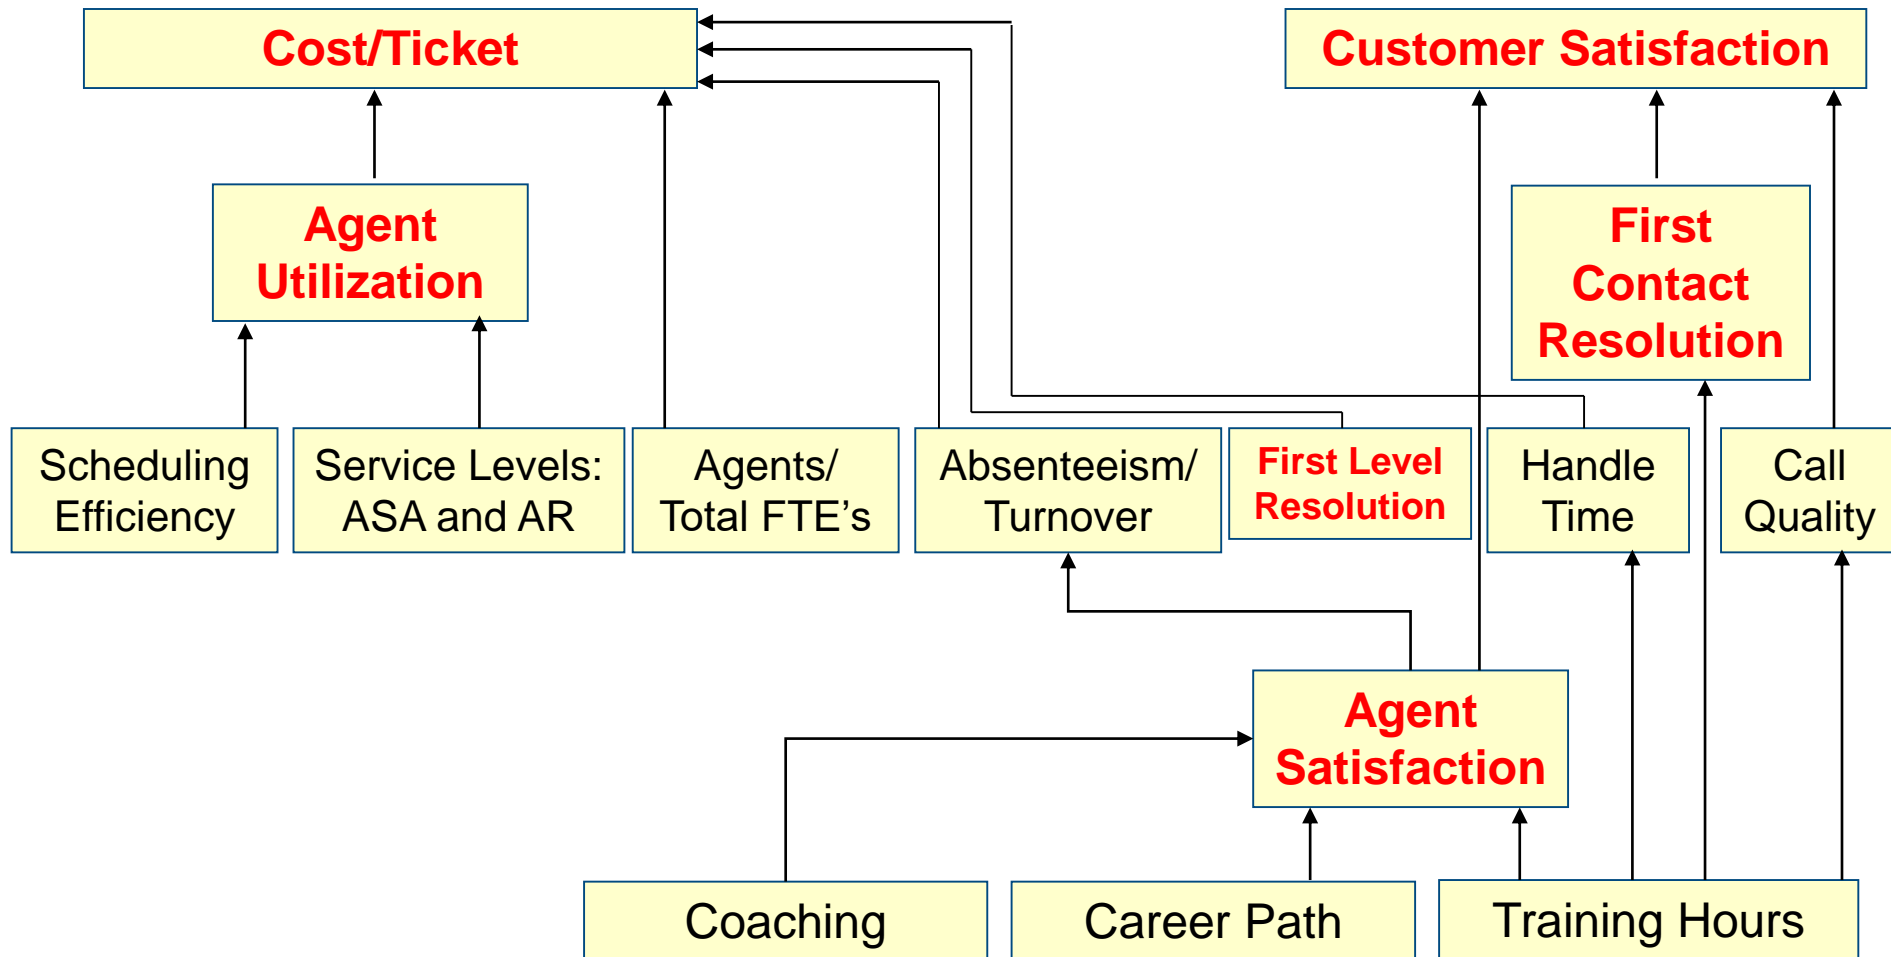 Cost/Ticket
Customer Satisfaction
Agent
Utilization
First
Contact
Resolution
Scheduling
Efficiency
Service Levels:
ASA and AR
Agents/
Total FTE’s
Absenteeism/
Turnover
First Level
Resolution
Handle
Time
Call
Quality
Agent
Satisfaction
Coaching
Career Path
Training Hours